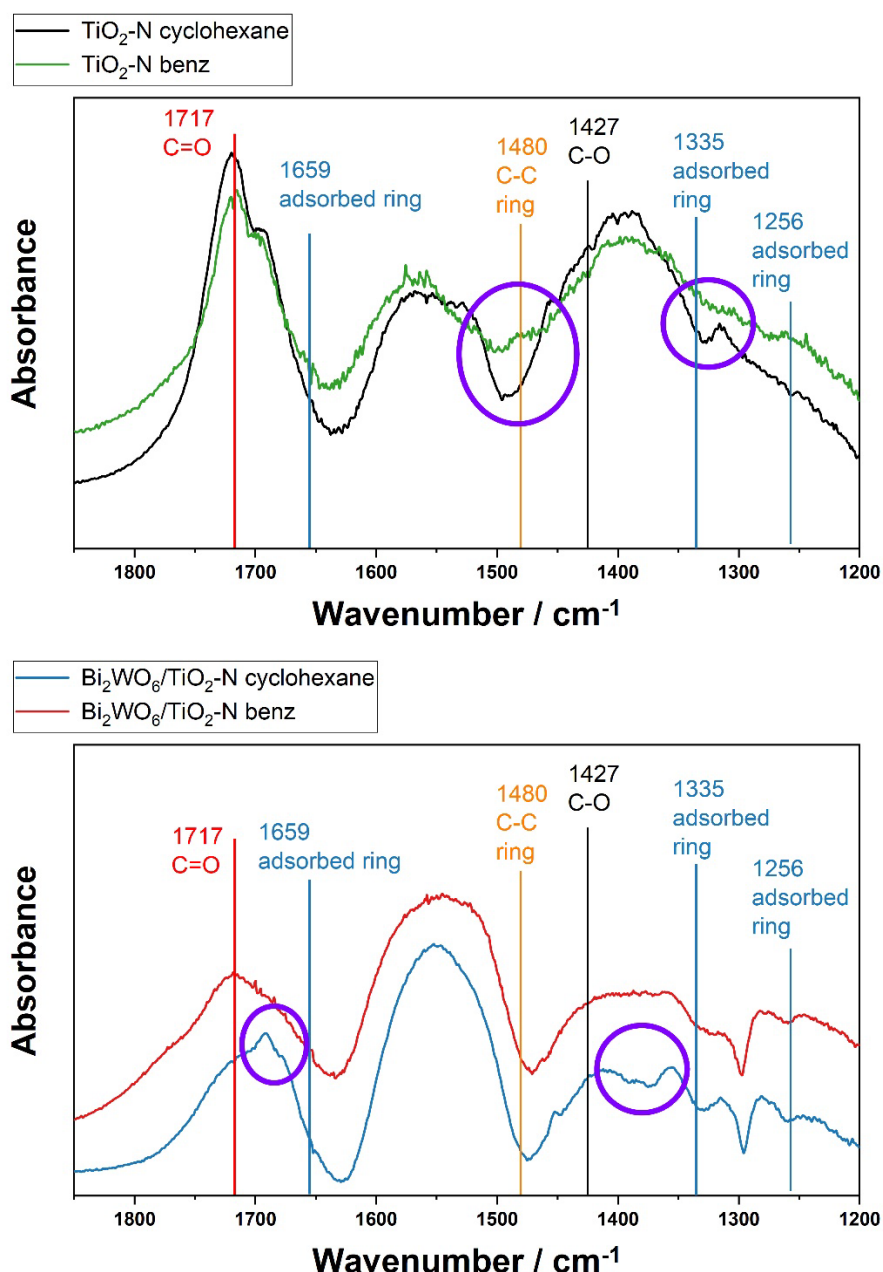 TiO₂-N cyclohexane
TiO₂-N benz
1717
C=O
1659
adsorbed ring
1480
C-C
ring
1427
C-O
1335
adsorbed
ring
1256
adsorbed
ring
Absorbance
1800 1700 1600 1500 1400 1300 1200
Wavenumber / cm⁻¹
Bi₂WO₆/TiO₂-N cyclohexane
Bi₂WO₆/TiO₂-N benz
1717
C=O
1659
adsorbed ring
1480
C-C
ring
1427
C-O
1335
adsorbed
ring
1256
adsorbed
ring
Absorbance
1800 1700 1600 1500 1400 1300 1200
Wavenumber / cm⁻¹